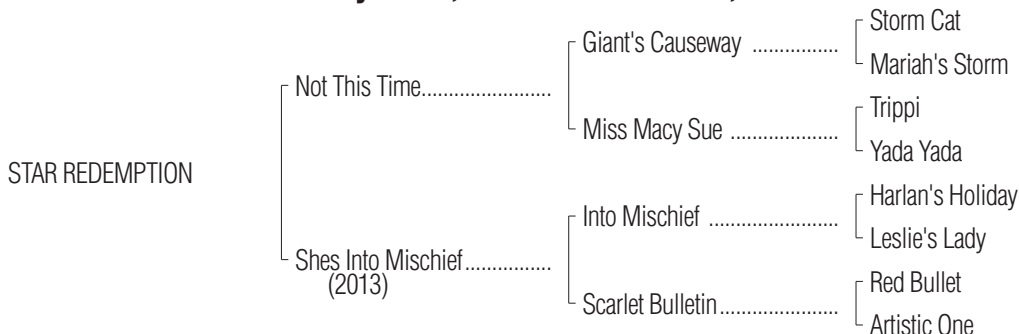 Storm Cat
Giant's Causeway ................
Mariah's Storm
Not This Time........................
Trippi
Miss Macy Sue ....................
Yada Yada
STAR REDEMPTION
Harlan's Holiday
Into Mischief ........................
Leslie's Lady
Shes Into Mischief................
(2013)
Red Bullet
Scarlet Bulletin......................
Artistic One